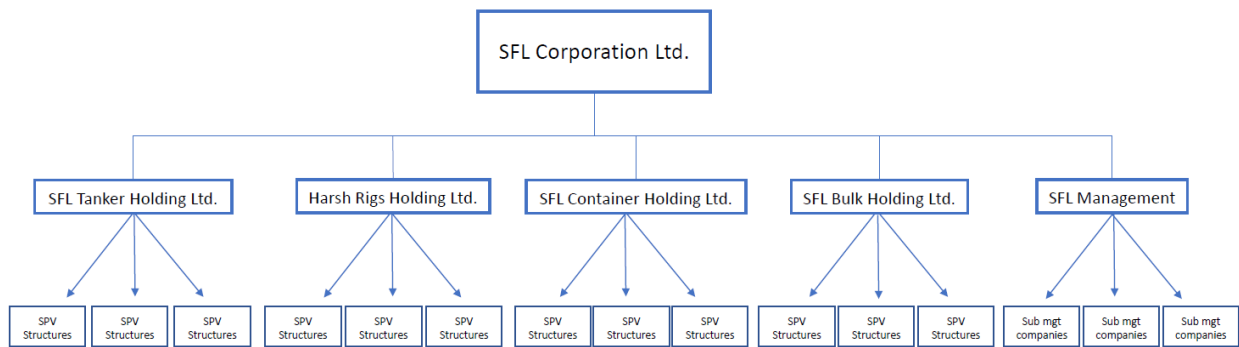 SFL Corporation Ltd.
SFL Tanker Holding Ltd.
Harsh Rigs Holding Ltd.
SFL Container Holding Ltd.
SFL Bulk Holding Ltd.
SFL Management
SPV
Structures
SPV
Structures
SPV
Structures
SPV
Structures
SPV
Structures
SPV
Structures
SPV
Structures
SPV
Structures
SPV
Structures
SPV
Structures
SPV
Structures
SPV
Structures
Sub mgt
companies
Sub mgt
companies
Sub mgt
companies